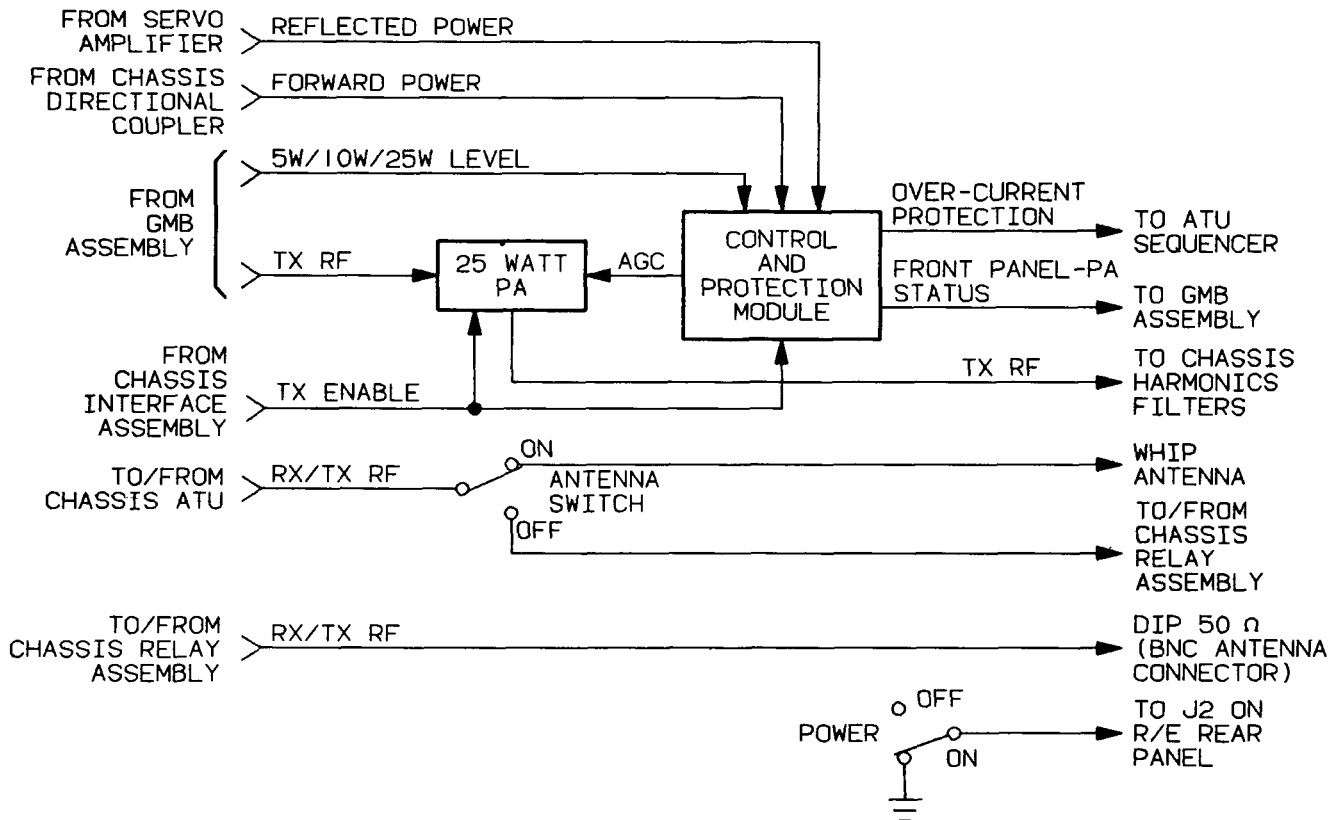 FROM SERVO
AMPLIFIER
REFLECTED POWER
FROM CHASSIS
DIRECTIONAL
COUPLER
FORWARD POWER
FROM
GMB
ASSEMBLY
5W/10W/25W LEVEL
TX RF
25 WATT
PA
AGC
CONTROL
AND
PROTECTION
MODULE
OVER-CURRENT
PROTECTION
TO ATU
SEQUENCER
FRONT PANEL-PA
STATUS
TO GMB
ASSEMBLY
FROM
CHASSIS
INTERFACE
ASSEMBLY
TX ENABLE
TX RF
TO CHASSIS
HARMONICS
FILTERS
TO/FROM
CHASSIS ATU
RX/TX RF
ON
ANTENNA
SWITCH
OFF
WHIP
ANTENNA
TO/FROM
CHASSIS
RELAY
ASSEMBLY
TO/FROM
CHASSIS RELAY
ASSEMBLY
RX/TX RF
DIP 50 Ω
(BNC ANTENNA
CONNECTOR)
POWER
OFF
ON
TO J2 ON
R/E REAR
PANEL